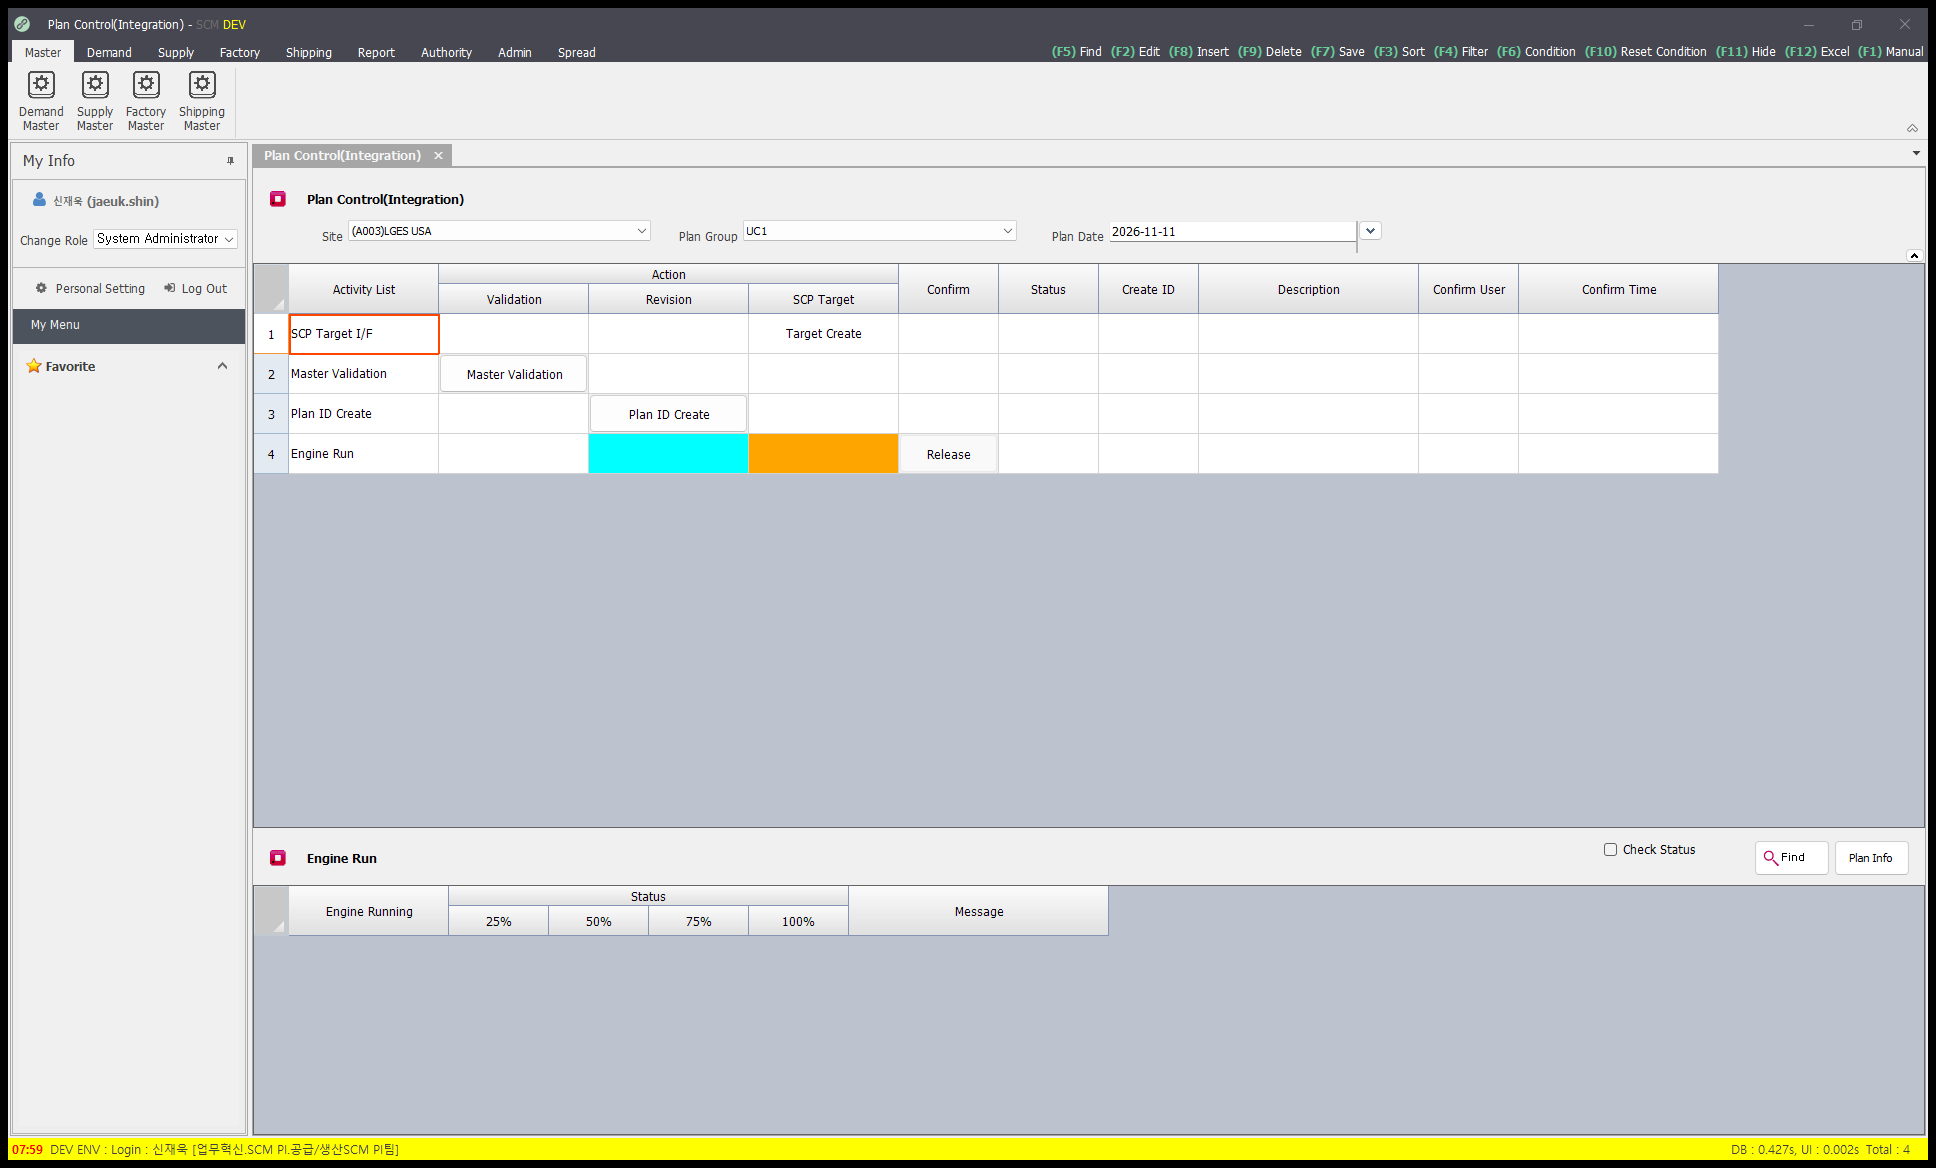 Plan Control(Integration) - SCM DEV
Master Demand Supply Factory Shipping Report Authority Admin Spread (F5) Find (F2) Edit (F8) Insert (F9) Delete (F7) Save (F3) Sort (F4) Filter (F6) Condition (F10) Reset Condition (F11) Hide (F12) Excel (F1) Manual
Demand Master
Supply Master
Factory Master
Shipping Master
My Info
신재욱 (jaeuk.shin)
Change Role System Administrator
Personal Setting Log Out
My Menu
Favorite
Plan Control(Integration)
Plan Control(Integration)
Site (A003)LGES USA Plan Group UC1 Plan Date 2026-11-11
Activity List Action Confirm Status Create ID Description Confirm User Confirm Time
Validation Revision SCP Target
1 SCP Target I/F Target Create
2 Master Validation Master Validation
3 Plan ID Create Plan ID Create
4 Engine Run Release
Engine Run
Check Status Find Plan Info
Engine Running Status Message
25% 50% 75% 100%
07:59 DEV ENV : Login : 신재욱 [업무혁신.SCM PI.공급/생산SCM PI팀] DB : 0.427s, UI : 0.002s Total : 4